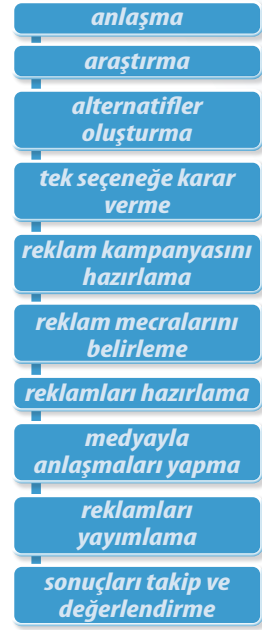 anlaşma
araştırma
alternatifler
oluşturma
tek seçeneğe karar
verme
reklam kampanyasını
hazırlama
reklam mecralarını
belirleme
reklamları hazırlama
medyayla
anlaşmaları yapma
reklamları
yayımlama
sonuçları takip ve
değerlendirme